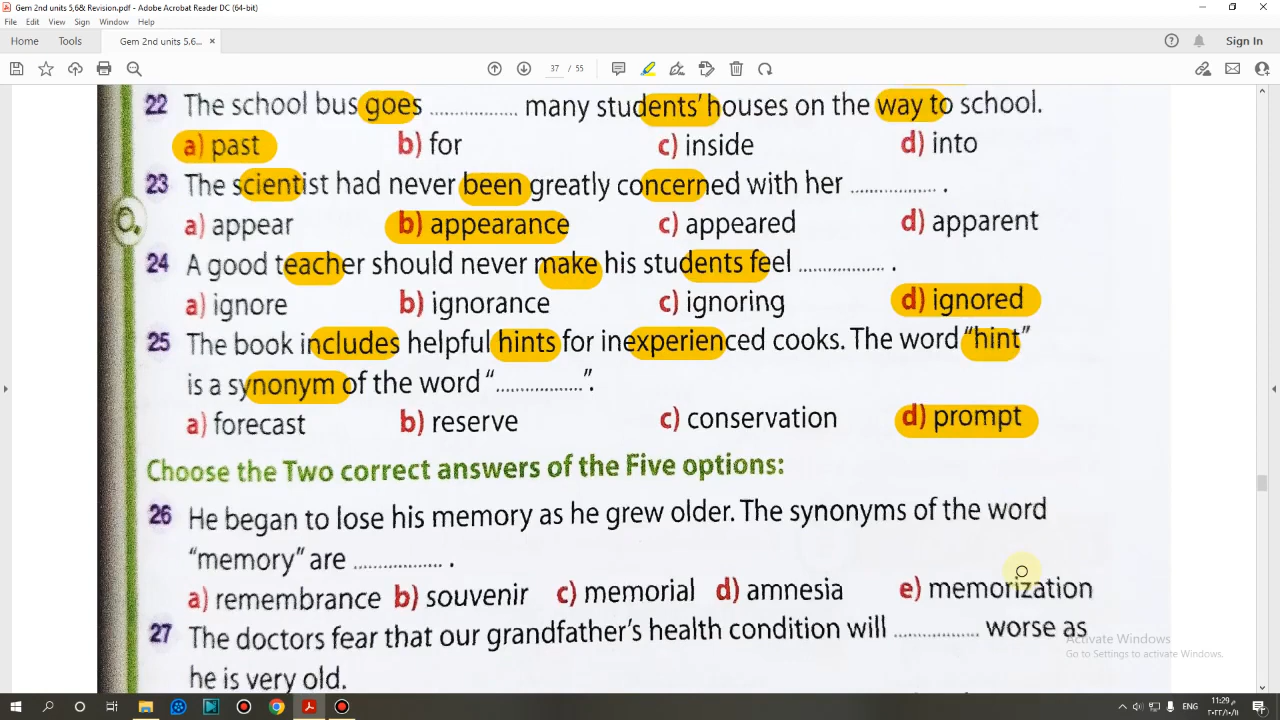 Gem 2nd units 5,6& Revision.pdf - Adobe Acrobat Reader DC (64-bit)
File Edit View Sign Window Help
Home Tools Gem 2nd units 5,6... × Sign In
37 / 55
22 The school bus goes ................ many students' houses on the way to school.
a) past b) for c) inside d) into
23 The scientist had never been greatly concerned with her ................ .
a) appear b) appearance c) appeared d) apparent
24 A good teacher should never make his students feel ................ .
a) ignore b) ignorance c) ignoring d) ignored
25 The book includes helpful hints for inexperienced cooks. The word "hint"
is a synonym of the word "................".
a) forecast b) reserve c) conservation d) prompt
Choose the Two correct answers of the Five options:
26 He began to lose his memory as he grew older. The synonyms of the word
"memory" are ................ .
a) remembrance b) souvenir c) memorial d) amnesia e) memorization
27 The doctors fear that our grandfather's health condition will ................ worse as
he is very old.
Activate Windows
Go to Settings to activate Windows.
ENG
11:29 م